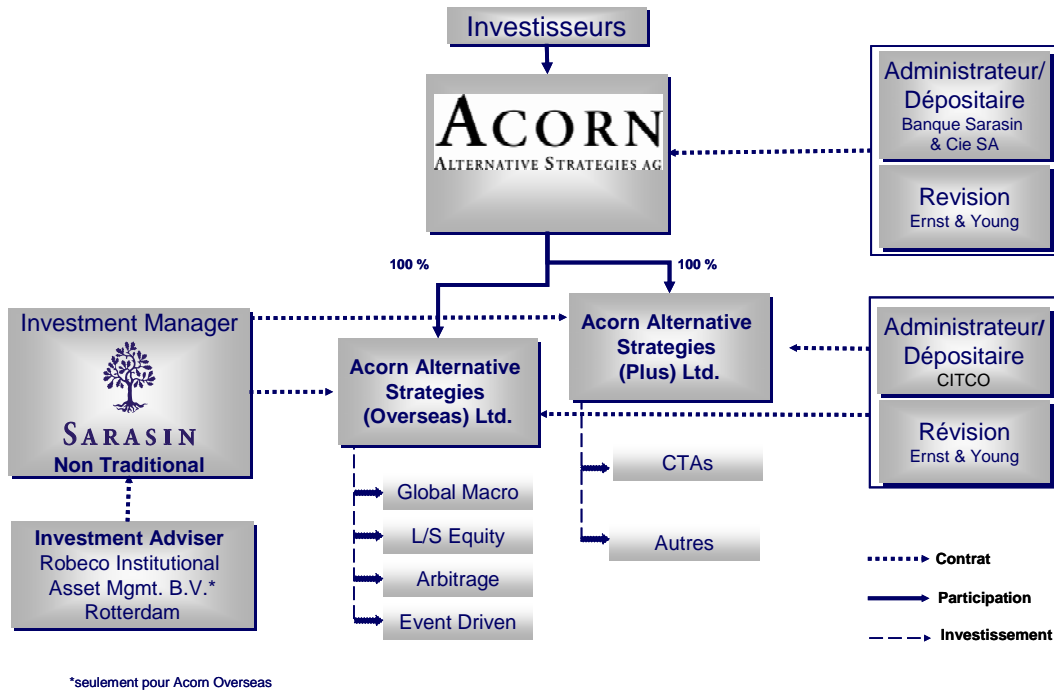 Investisseurs
ACORN
ALTERNATIVE STRATEGIES AG
Administrateur/
Dépositaire
Banque Sarasin
& Cie SA
Revision
Ernst & Young
100 %
100 %
Investment Manager
SARASIN
Non Traditional
Acorn Alternative
Strategies
(Overseas) Ltd.
Acorn Alternative
Strategies
(Plus) Ltd.
Administrateur/
Dépositaire
CITCO
Révision
Ernst & Young
Investment Adviser
Robeco Institutional
Asset Mgmt. B.V.*
Rotterdam
Global Macro
L/S Equity
Arbitrage
Event Driven
CTAs
Autres
Contrat
Participation
Investissement
*seulement pour Acorn Overseas